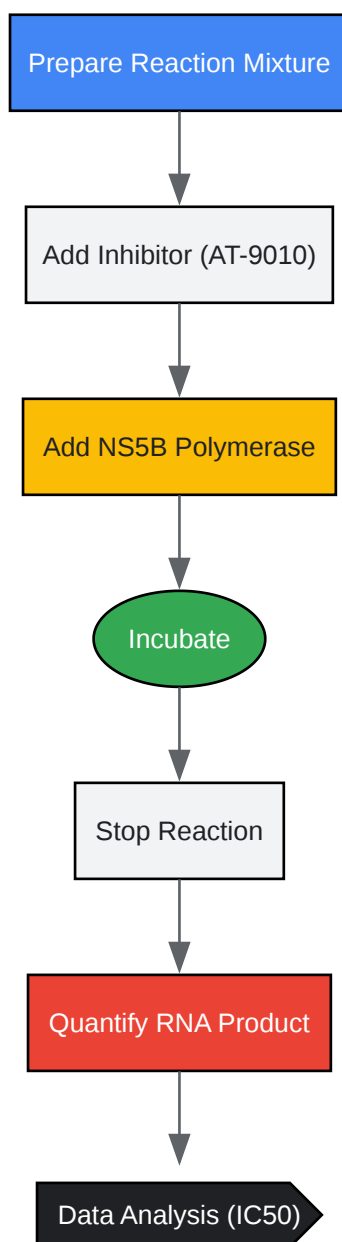 Prepare Reaction Mixture
Add Inhibitor (AT-9010)
Add NS5B Polymerase
Incubate
Stop Reaction
Quantify RNA Product
Data Analysis (IC50)